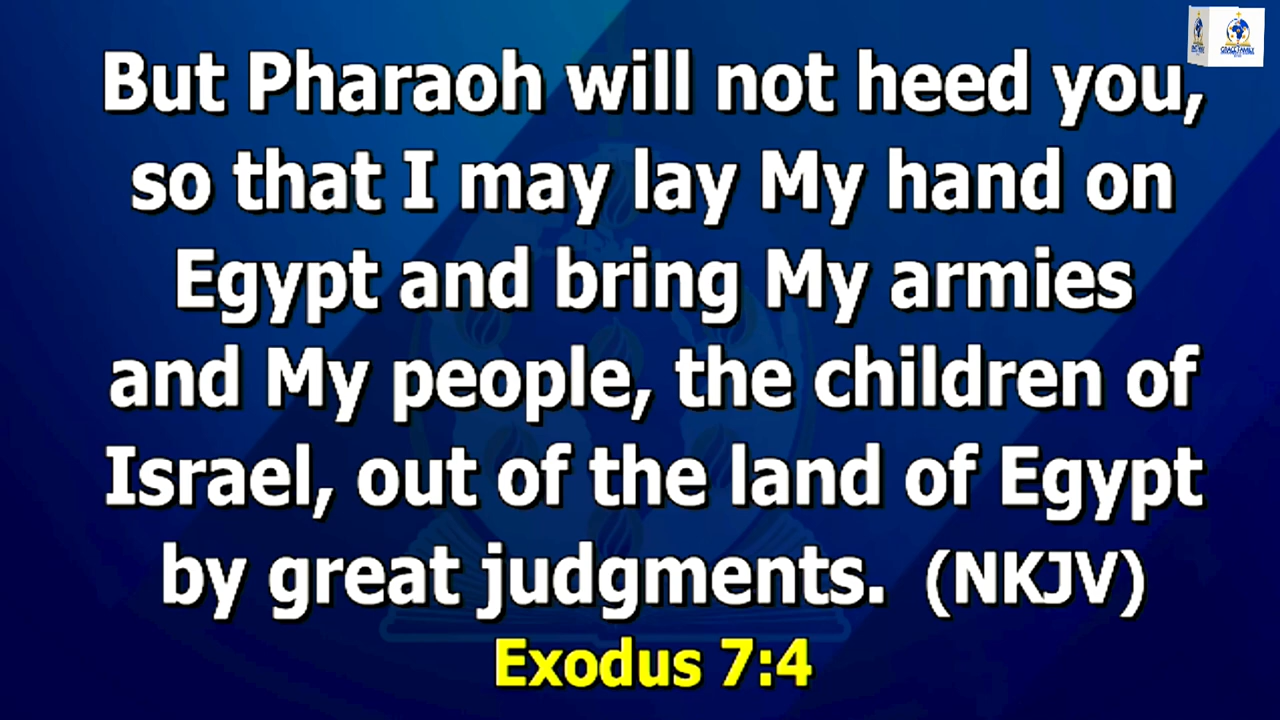 But Pharaoh will not heed you,
so that I may lay My hand on
Egypt and bring My armies
and My people, the children of
Israel, out of the land of Egypt
by great judgments. (NKJV)
Exodus 7:4